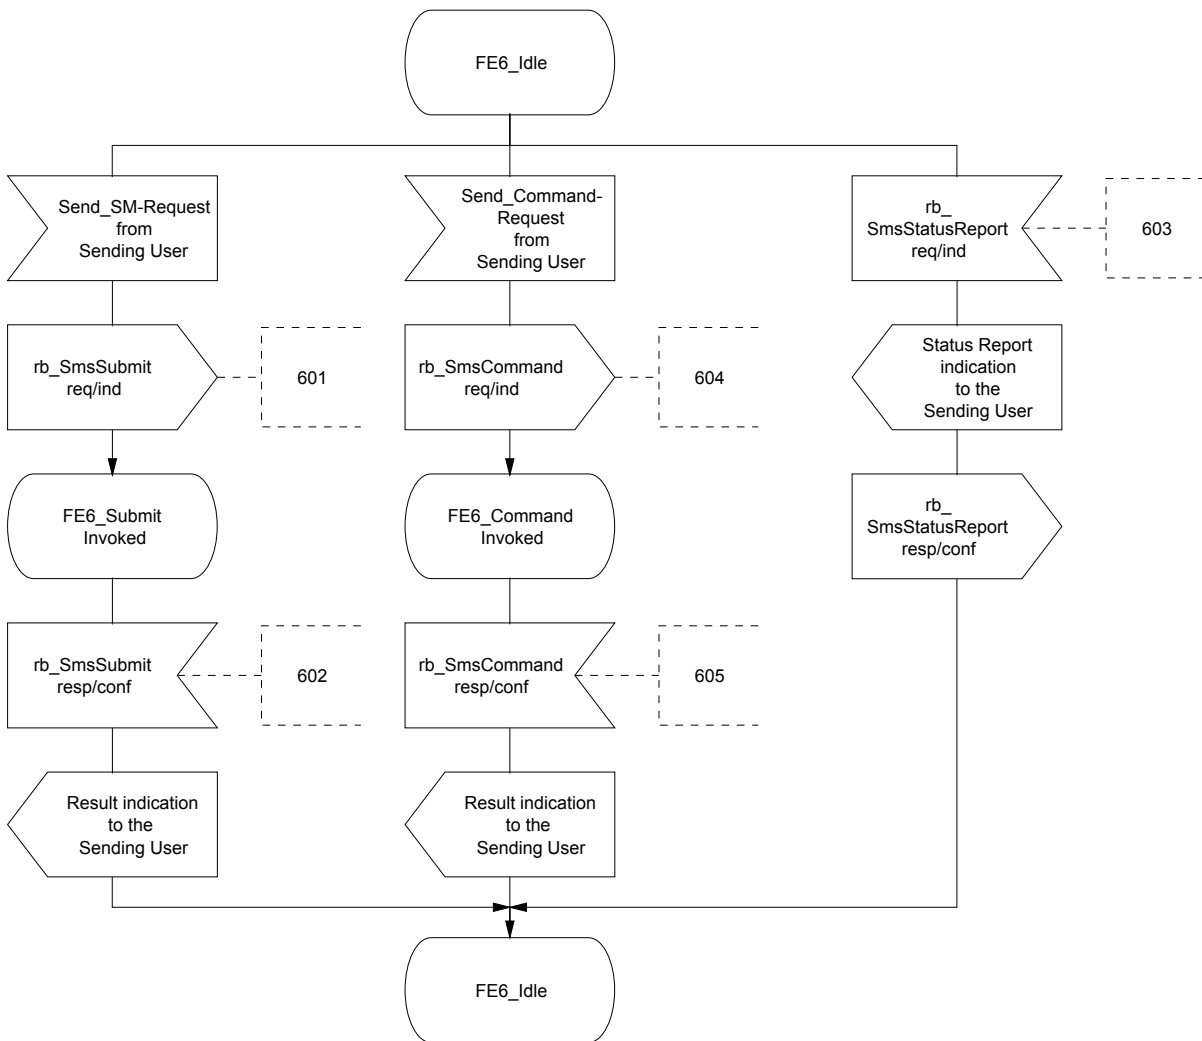 FE6_Idle
Send_SM-Request
from
Sending User
Send_Command-
Request
from
Sending User
rb_
SmsStatusReport
req/ind
603
rb_SmsSubmit
req/ind
601
rb_SmsCommand
req/ind
604
Status Report
indication
to the
Sending User
FE6_Submit
Invoked
FE6_Command
Invoked
rb_
SmsStatusReport
resp/conf
rb_SmsSubmit
resp/conf
602
rb_SmsCommand
resp/conf
605
Result indication
to the
Sending User
Result indication
to the
Sending User
FE6_Idle